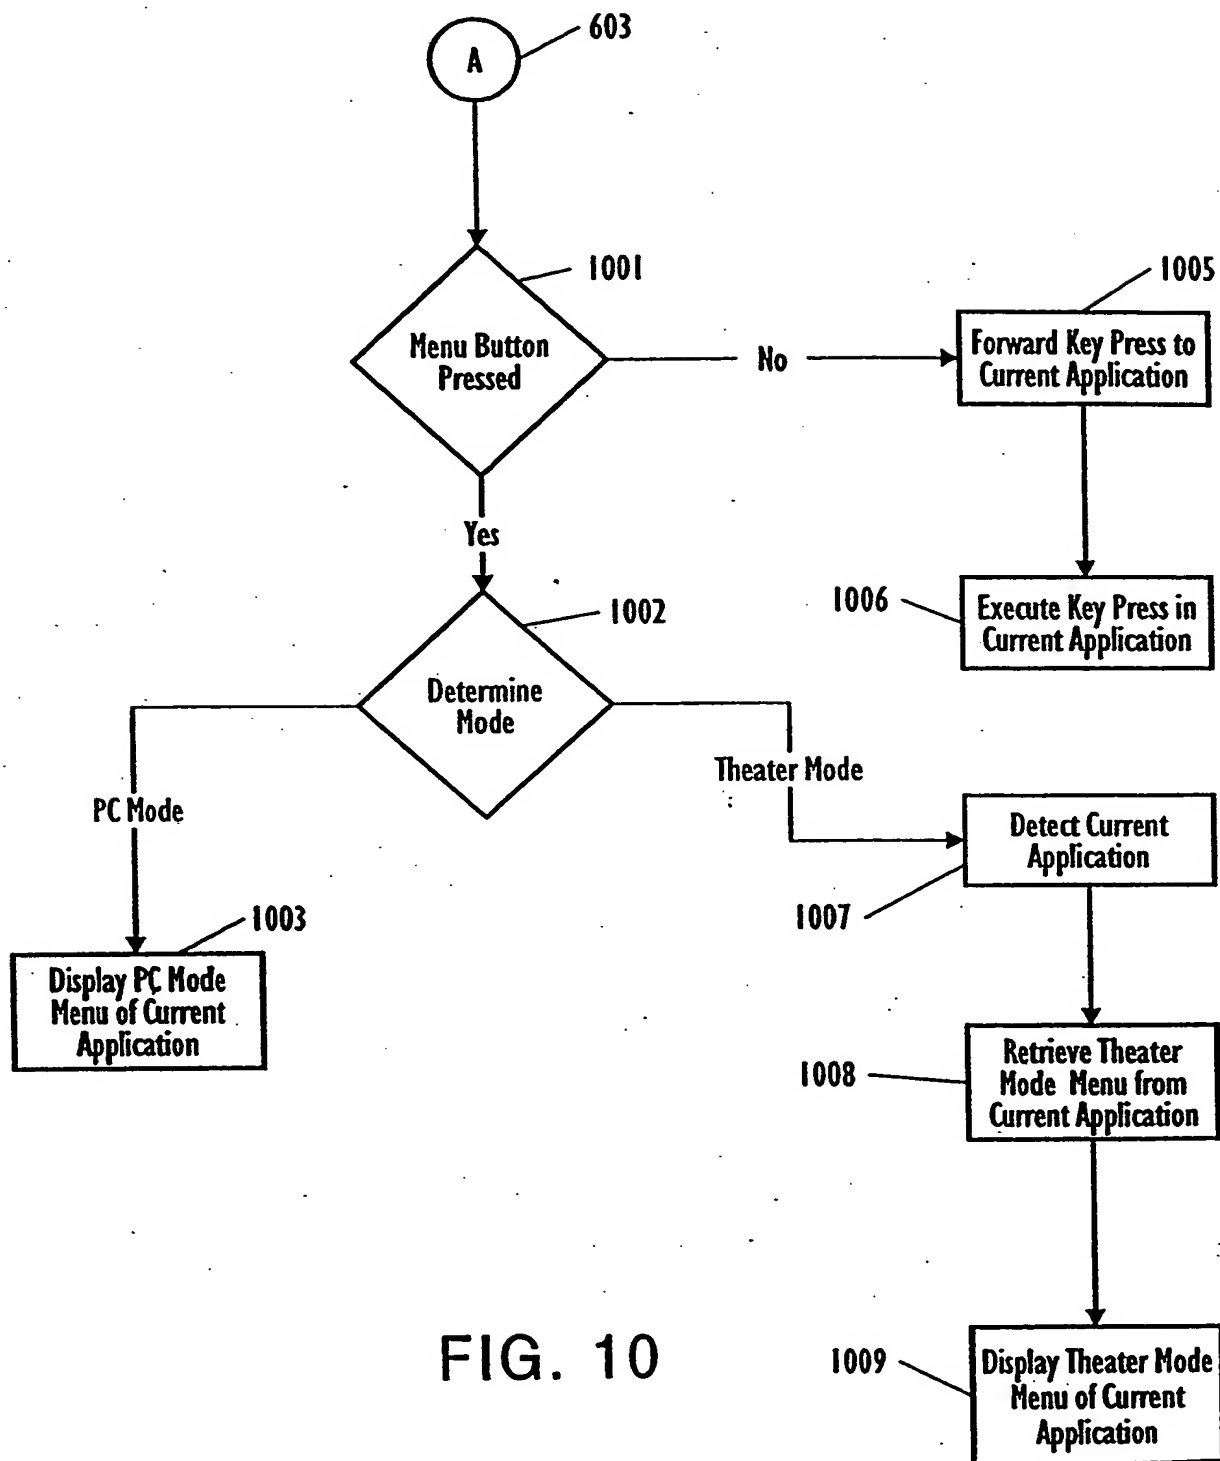 603
A
1001
Menu Button
Pressed
No
1005
Forward Key Press to
Current Application
Yes
1006
Execute Key Press in
Current Application
1002
Determine
Mode
PC Mode
Theater Mode
1003
Display PC Mode
Menu of Current
Application
Detect Current
Application
1007
1008
Retrieve Theater
Mode Menu from
Current Application
FIG. 10
1009
Display Theater Mode
Menu of Current
Application